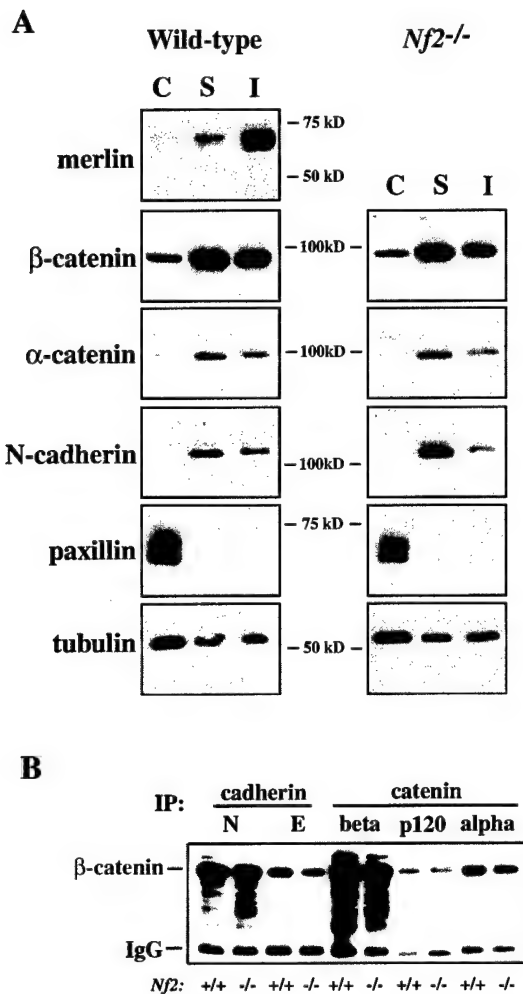 A
Wild-type
Nf2-/-
C S I
merlin
– 75 kD
– 50 kD
C S I
β-catenin
– 100kD –
α-catenin
– 100kD –
N-cadherin
– 100kD –
paxillin
– 75 kD –
tubulin
– 50 kD –
B
IP: cadherin catenin
N E beta p120 alpha
β-catenin–
IgG–
Nf2: +/+ -/- +/+ -/- +/+ -/- +/+ -/- +/+ -/-